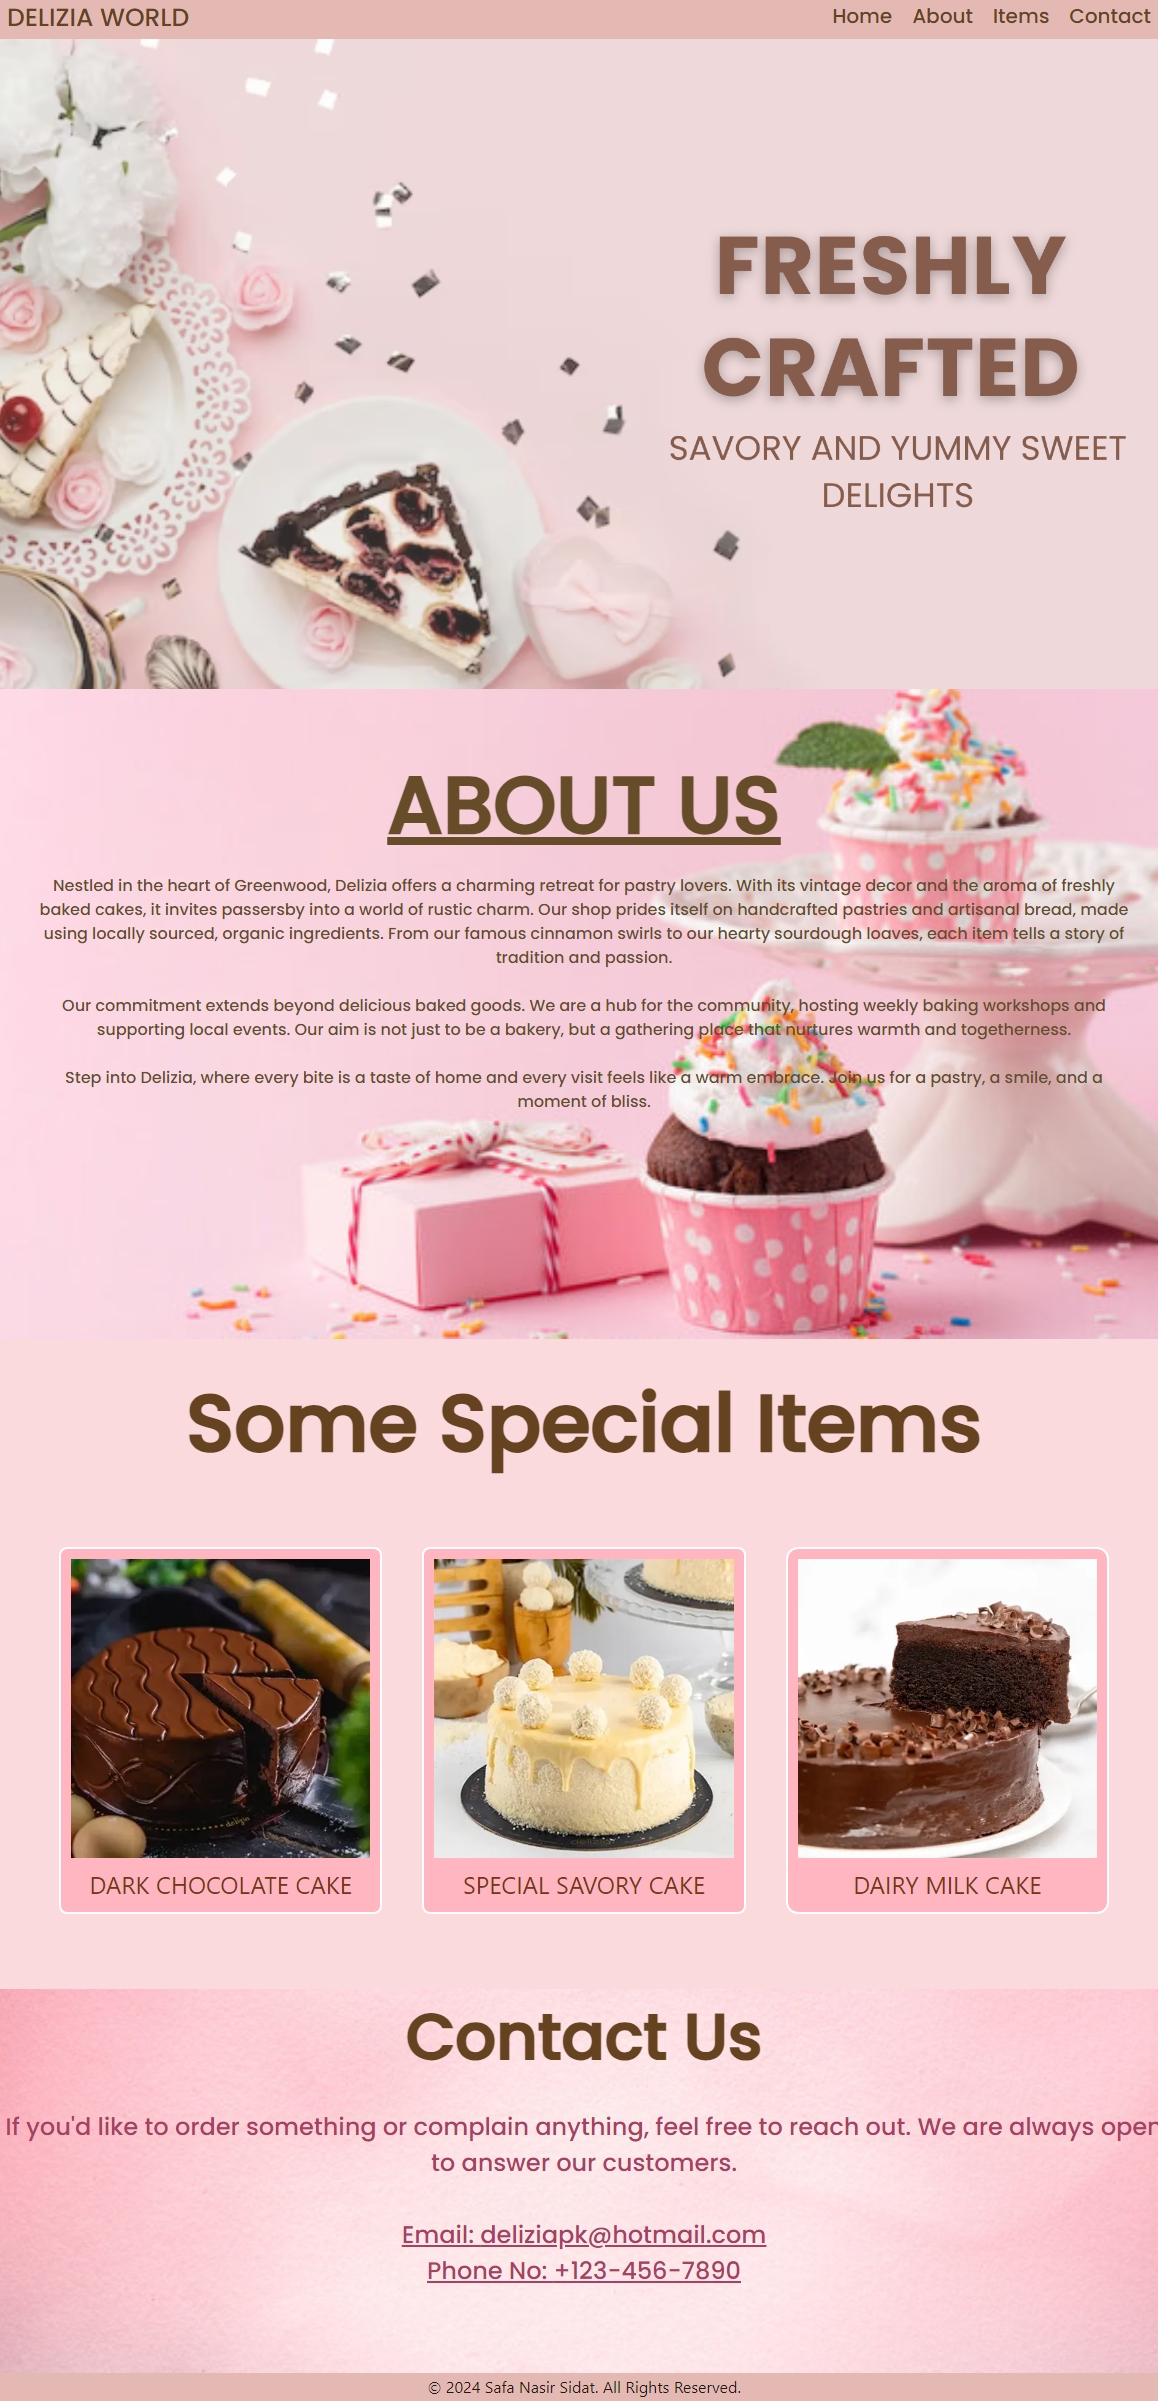 DELIZIA WORLD
Home About Items Contact
FRESHLY
CRAFTED
SAVORY AND YUMMY SWEET
DELIGHTS
ABOUT US
Nestled in the heart of Greenwood, Delizia offers a charming retreat for pastry lovers. With its vintage decor and the aroma of freshly
baked cakes, it invites passersby into a world of rustic charm. Our shop prides itself on handcrafted pastries and artisanal bread, made
using locally sourced, organic ingredients. From our famous cinnamon swirls to our hearty sourdough loaves, each item tells a story of
tradition and passion.
Our commitment extends beyond delicious baked goods. We are a hub for the community, hosting weekly baking workshops and
supporting local events. Our aim is not just to be a bakery, but a gathering place that nurtures warmth and togetherness.
Step into Delizia, where every bite is a taste of home and every visit feels like a warm embrace. Join us for a pastry, a smile, and a
moment of bliss.
Some Special Items
delizia
DARK CHOCOLATE CAKE
SPECIAL SAVORY CAKE
DAIRY MILK CAKE
Contact Us
If you'd like to order something or complain anything, feel free to reach out. We are always open
to answer our customers.
Email: deliziapk@hotmail.com
Phone No: +123-456-7890
© 2024 Safa Nasir Sidat. All Rights Reserved.